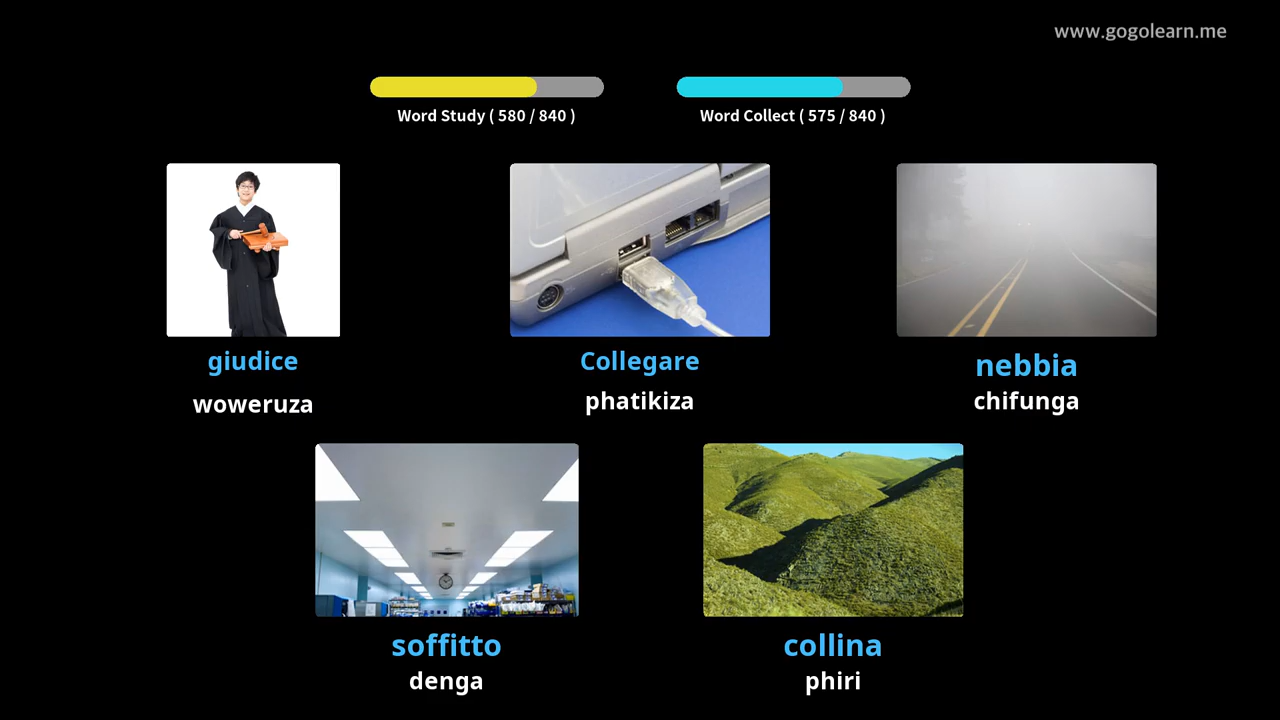 www.gogolearn.me
Word Study ( 580 / 840 )
Word Collect ( 575 / 840 )
giudice
woweruza
Collegare
phatikiza
nebbia
chifunga
soffitto
denga
collina
phiri